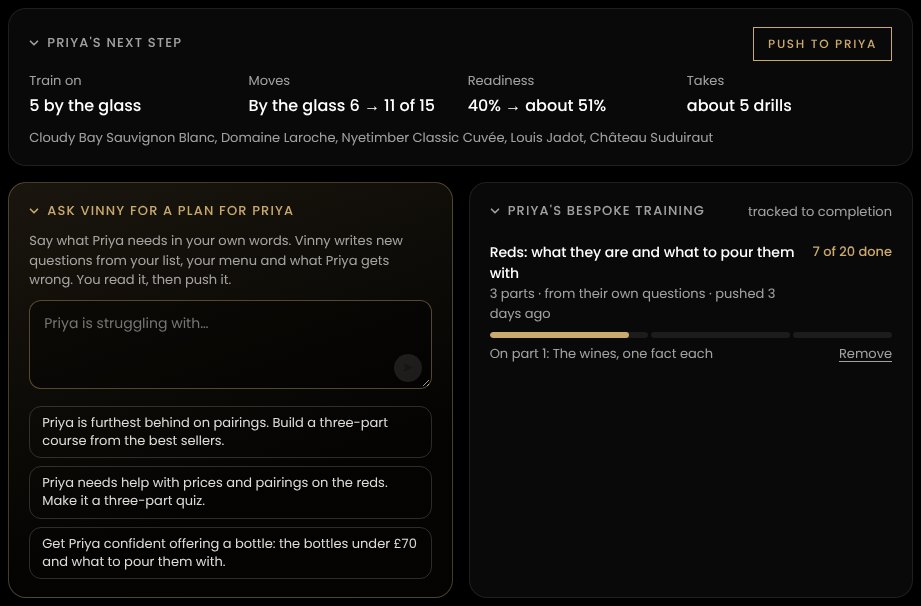 PRIYA'S NEXT STEP
PUSH TO PRIYA
Train on
5 by the glass
Moves
By the glass 6 → 11 of 15
Readiness
40% → about 51%
Takes
about 5 drills
Cloudy Bay Sauvignon Blanc, Domaine Laroche, Nyetimber Classic Cuvée, Louis Jadot, Château Suduiraut
ASK VINNY FOR A PLAN FOR PRIYA
Say what Priya needs in your own words. Vinny writes new
questions from your list, your menu and what Priya gets
wrong. You read it, then push it.
Priya is struggling with…
Priya is furthest behind on pairings. Build a three-part
course from the best sellers.
Priya needs help with prices and pairings on the reds.
Make it a three-part quiz.
Get Priya confident offering a bottle: the bottles under £70
and what to pour them with.
PRIYA'S BESPOKE TRAINING
tracked to completion
Reds: what they are and what to pour them
with
7 of 20 done
3 parts · from their own questions · pushed 3
days ago
On part 1: The wines, one fact each
Remove